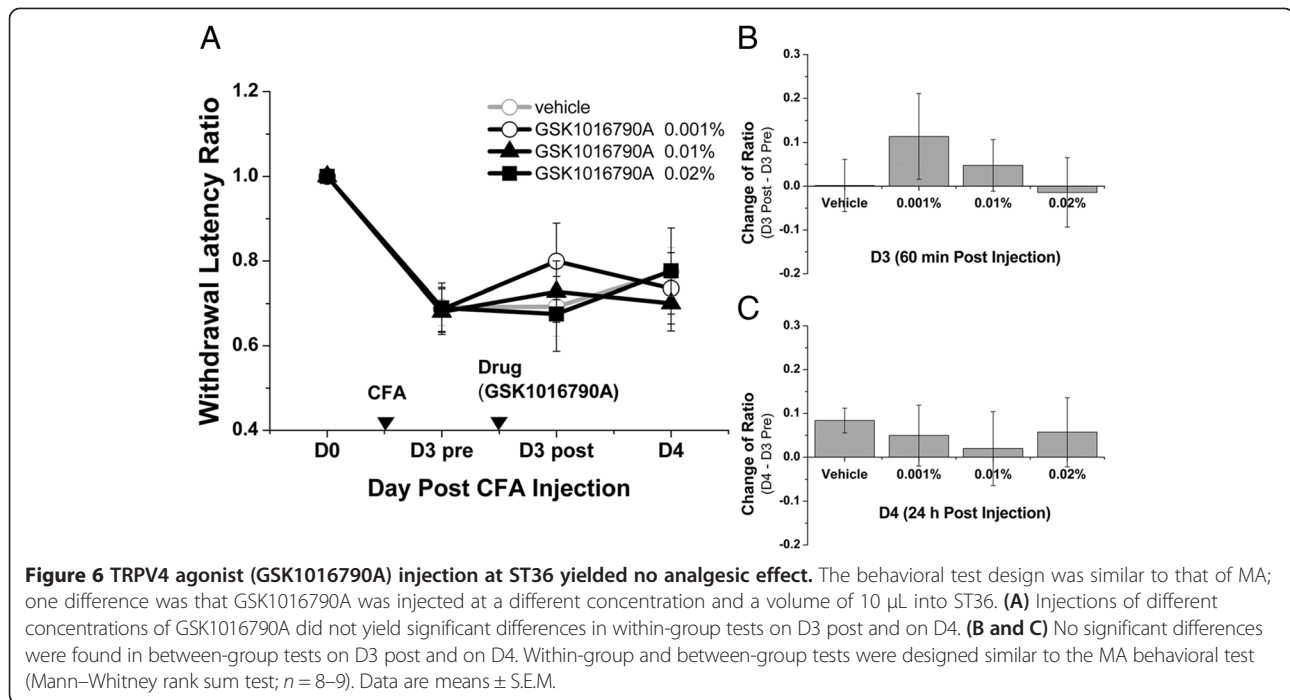 A
Withdrawal Latency Ratio
1.2
1.0
0.8
0.6
0.4
vehicle
GSK1016790A 0.001%
GSK1016790A 0.01%
GSK1016790A 0.02%
CFA
Drug
(GSK1016790A)
D0
D3 pre
D3 post
D4
Day Post CFA Injection
B
Change of Ratio
(D3 Post - D3 Pre)
0.3
0.2
0.1
0.0
-0.1
-0.2
Vehicle
0.001%
0.01%
0.02%
D3 (60 min Post Injection)
C
Change of Ratio
(D4 - D3 Pre)
0.3
0.2
0.1
0.0
-0.1
-0.2
Vehicle
0.001%
0.01%
0.02%
D4 (24 h Post Injection)
Figure 6 TRPV4 agonist (GSK1016790A) injection at ST36 yielded no analgesic effect. The behavioral test design was similar to that of MA;
one difference was that GSK1016790A was injected at a different concentration and a volume of 10 μL into ST36. (A) Injections of different
concentrations of GSK1016790A did not yield significant differences in within-group tests on D3 post and on D4. (B and C) No significant differences
were found in between-group tests on D3 post and on D4. Within-group and between-group tests were designed similar to the MA behavioral test
(Mann–Whitney rank sum test; n = 8–9). Data are means ± S.E.M.